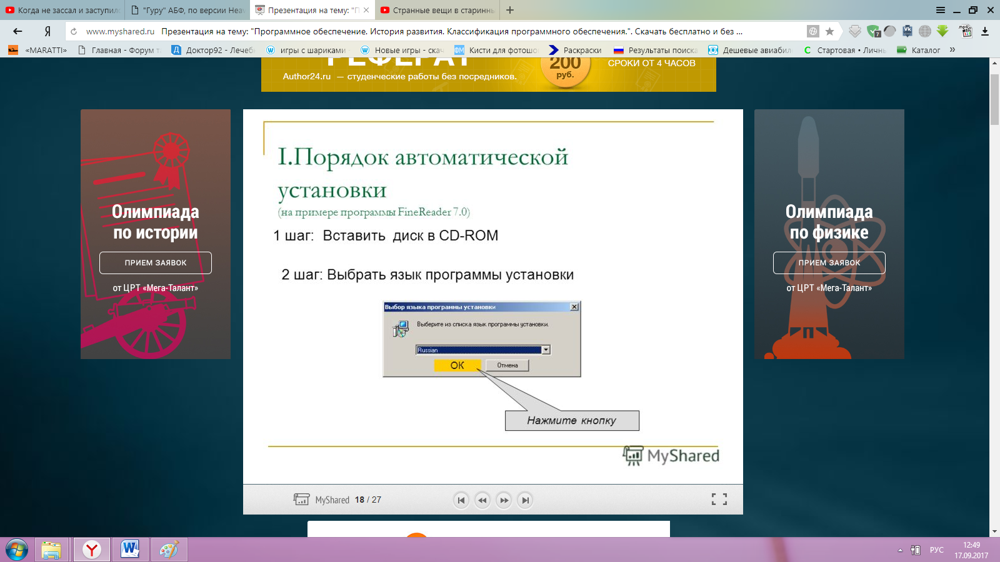 Когда не зассал и заступилс
"Гуру" АБФ, по версии Неа
Презентация на тему: "П
Странные вещи в старинны
www.myshared.ru Презентация на тему: "Программное обеспечение. История развития. Классификация программного обеспечения.". Скачать бесплатно и без ...
«MARATTI»
Главная - Форум т
Доктор92 - Лечеб
игры с шариками
Новые игры - скач
Кисти для фотошо
Раскраски
Результаты поиска
Дешевые авиабил
Стартовая • Личнь
Каталог
»
РЕФЕРАТ
200
руб.
СРОКИ ОТ 4 ЧАСОВ
Author24.ru — студенческие работы без посредников.
Олимпиада
по истории
ПРИЕМ ЗАЯВОК
от ЦРТ «Мега-Талант»
I.Порядок автоматической
установки
(на примере программы FineReader 7.0)
1 шаг: Вставить диск в CD-ROM
2 шаг: Выбрать язык программы установки
Выбор языка программы установки
Выберите из списка язык программы установки.
Russian
OK
Отмена
Нажмите кнопку
MyShared
MyShared 18 / 27
Олимпиада
по физике
ПРИЕМ ЗАЯВОК
от ЦРТ «Мега-Талант»
РУС
12:49
17.09.2017